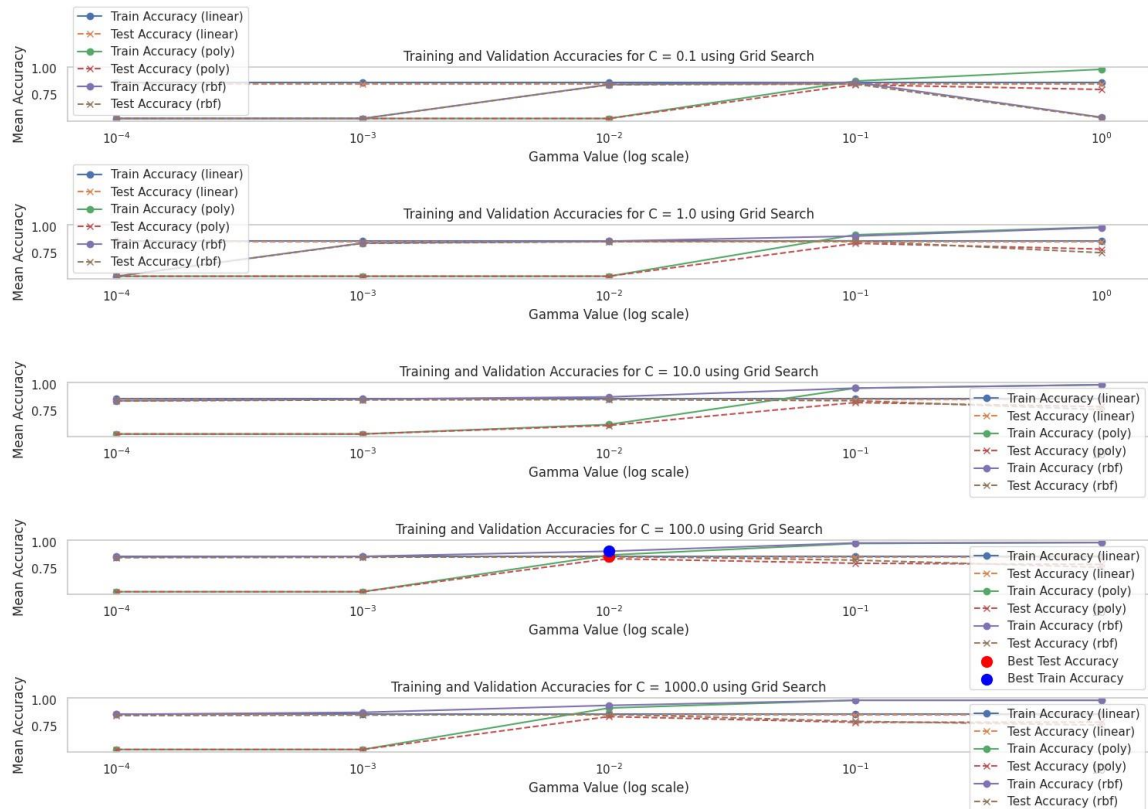 Train Accuracy (linear)
Test Accuracy (linear)
Train Accuracy (poly)
Test Accuracy (poly)
Train Accuracy (rbf)
Test Accuracy (rbf)
Training and Validation Accuracies for C = 0.1 using Grid Search
Mean Accuracy
1.00
0.75
10⁻⁴ 10⁻³ 10⁻² 10⁻¹ 10⁰
Gamma Value (log scale)
Train Accuracy (linear)
Test Accuracy (linear)
Train Accuracy (poly)
Test Accuracy (poly)
Train Accuracy (rbf)
Test Accuracy (rbf)
Training and Validation Accuracies for C = 1.0 using Grid Search
Mean Accuracy
1.00
0.75
10⁻⁴ 10⁻³ 10⁻² 10⁻¹ 10⁰
Gamma Value (log scale)
Training and Validation Accuracies for C = 10.0 using Grid Search
Mean Accuracy
1.00
0.75
Train Accuracy (linear)
Test Accuracy (linear)
Train Accuracy (poly)
Test Accuracy (poly)
Train Accuracy (rbf)
Test Accuracy (rbf)
10⁻⁴ 10⁻³ 10⁻² 10⁻¹
Gamma Value (log scale)
Training and Validation Accuracies for C = 100.0 using Grid Search
Mean Accuracy
1.00
0.75
Train Accuracy (linear)
Test Accuracy (linear)
Train Accuracy (poly)
Test Accuracy (poly)
Train Accuracy (rbf)
Test Accuracy (rbf)
Best Test Accuracy
Best Train Accuracy
10⁻⁴ 10⁻³ 10⁻² 10⁻¹
Gamma Value (log scale)
Training and Validation Accuracies for C = 1000.0 using Grid Search
Mean Accuracy
1.00
0.75
Train Accuracy (linear)
Test Accuracy (linear)
Train Accuracy (poly)
Test Accuracy (poly)
Train Accuracy (rbf)
Test Accuracy (rbf)
10⁻⁴ 10⁻³ 10⁻² 10⁻¹
Gamma Value (log scale)